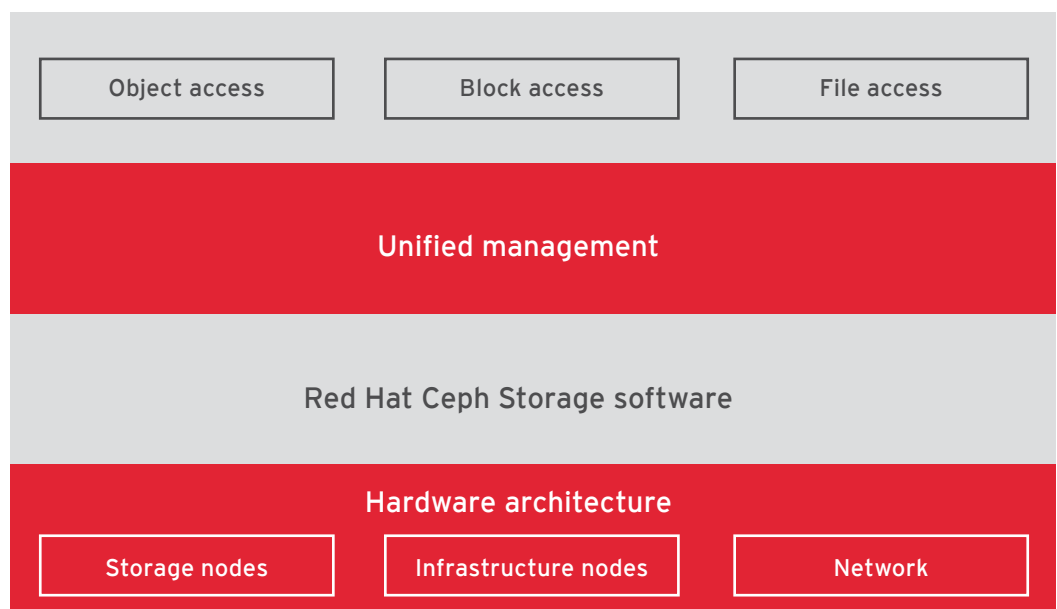 Object access
Block access
File access
Unified management
Red Hat Ceph Storage software
Hardware architecture
Storage nodes
Infrastructure nodes
Network